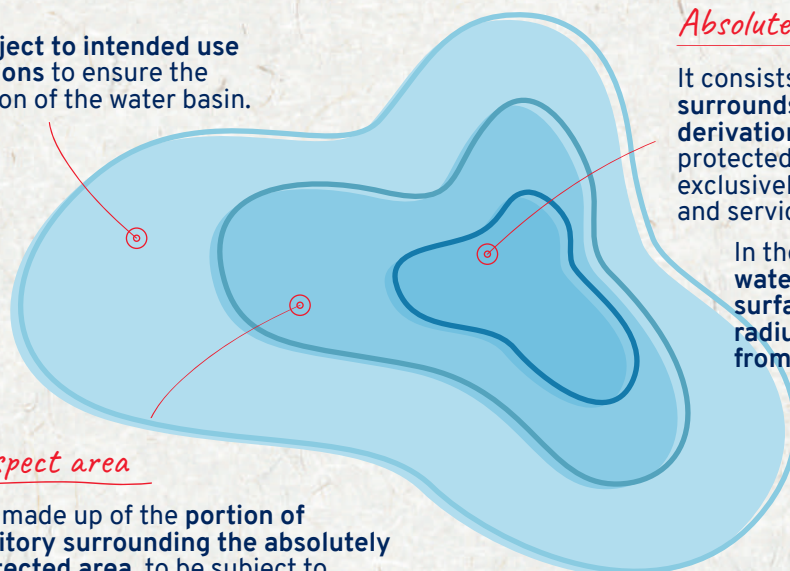 ject to intended use
ons to ensure the
on of the water basin.
Absolute
It consists
surrounds
derivation
protected
exclusivel
and servic
In the
wate
surfa
radiu
from
spect area
made up of the portion of
itory surrounding the absolutely
rected area, to be subject to